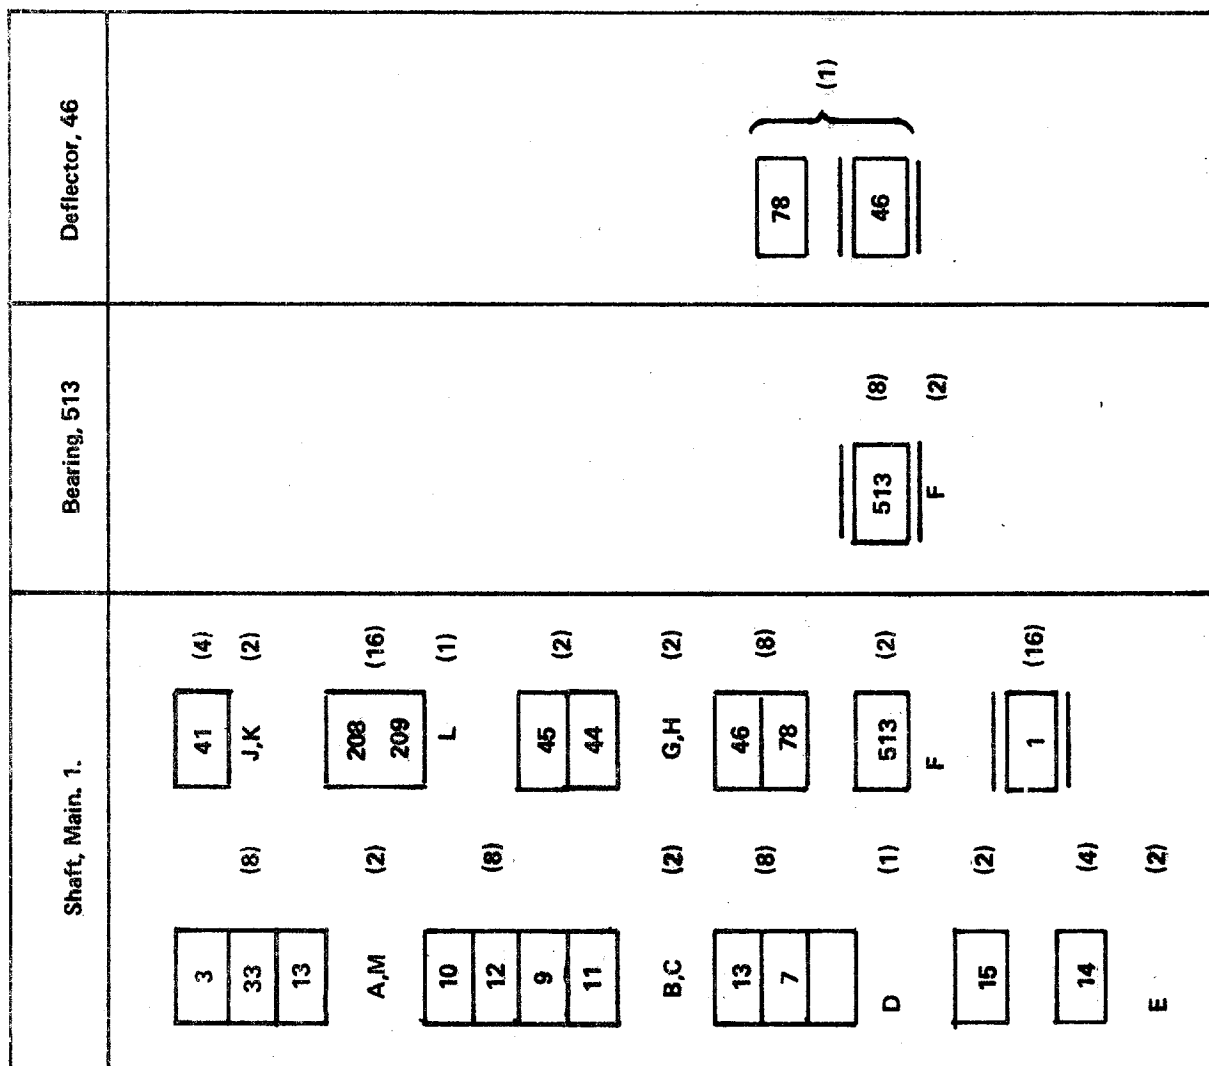 Shaft, Main. 1.
3
33 (8)
13
A,M (2)
10
12 (8)
9
11
B,C (2)
13
7 (8)
D (1)
15 (2)
14 (4)
E (2)
41 (4)
J,K (2)
208 (16)
209
L (1)
45 (2)
44
G,H (2)
46
78 (8)
513 (2)
F
1 (16)
Bearing, 513
513 (8)
F (2)
Deflector, 46
78
(1)
46